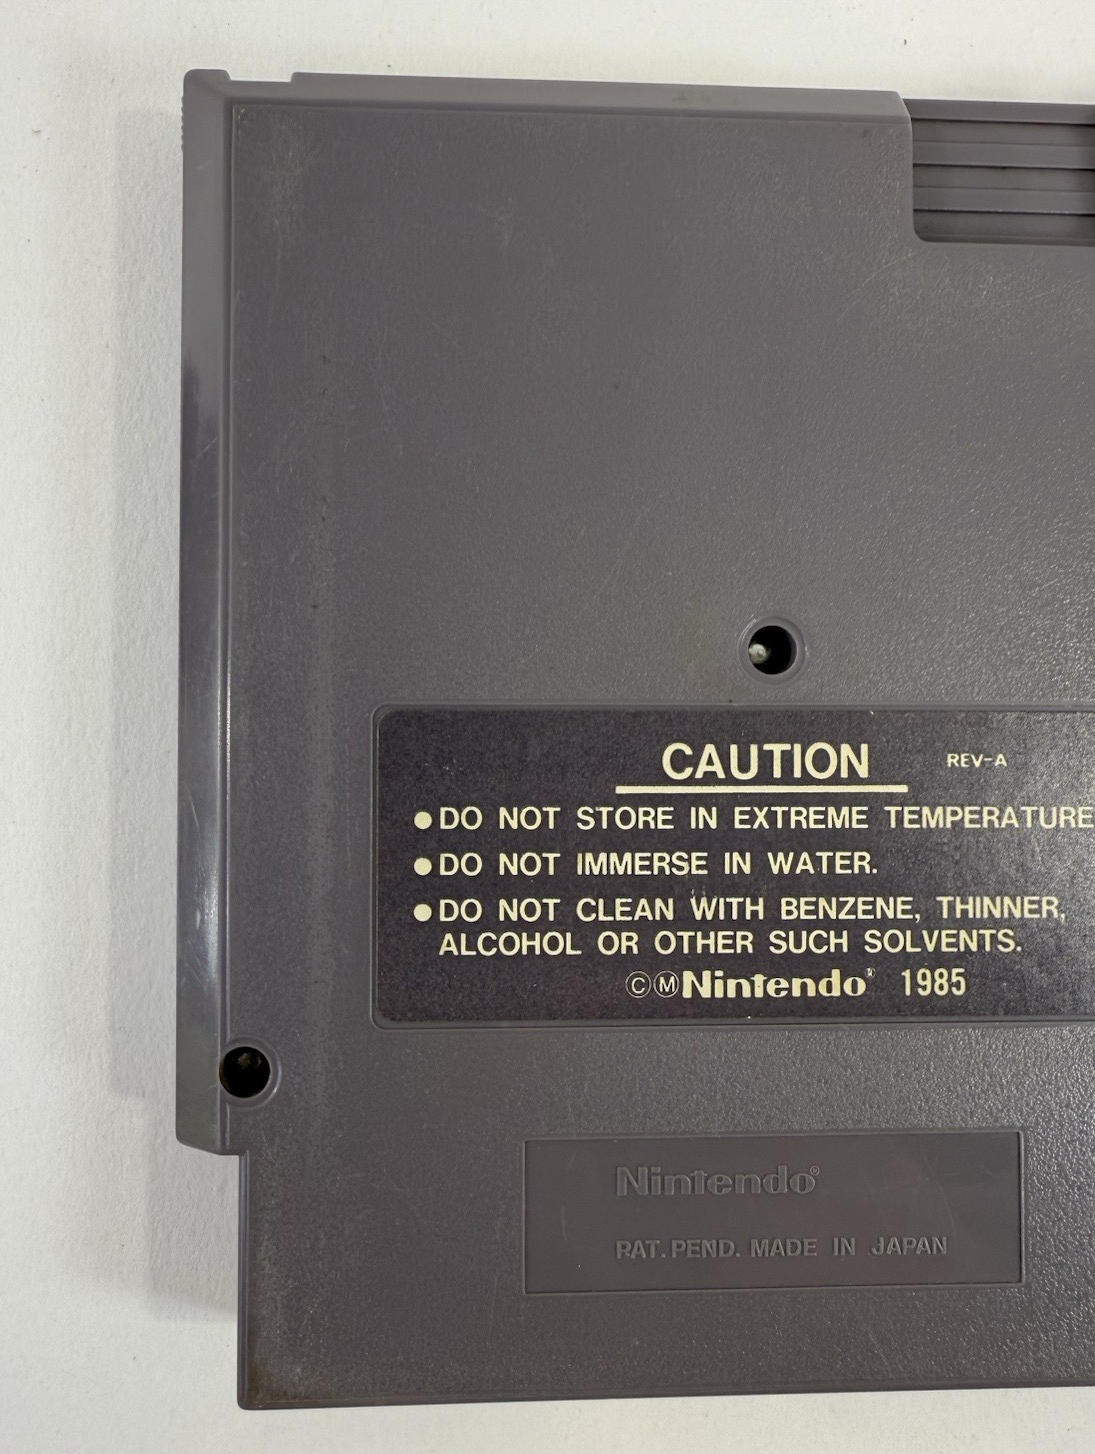 CAUTION REV-A
●DO NOT STORE IN EXTREME TEMPERATURE
●DO NOT IMMERSE IN WATER.
●DO NOT CLEAN WITH BENZENE, THINNER,
ALCOHOL OR OTHER SUCH SOLVENTS.
©ⓂNintendo® 1985
Nintendo®
PAT. PEND. MADE IN JAPAN